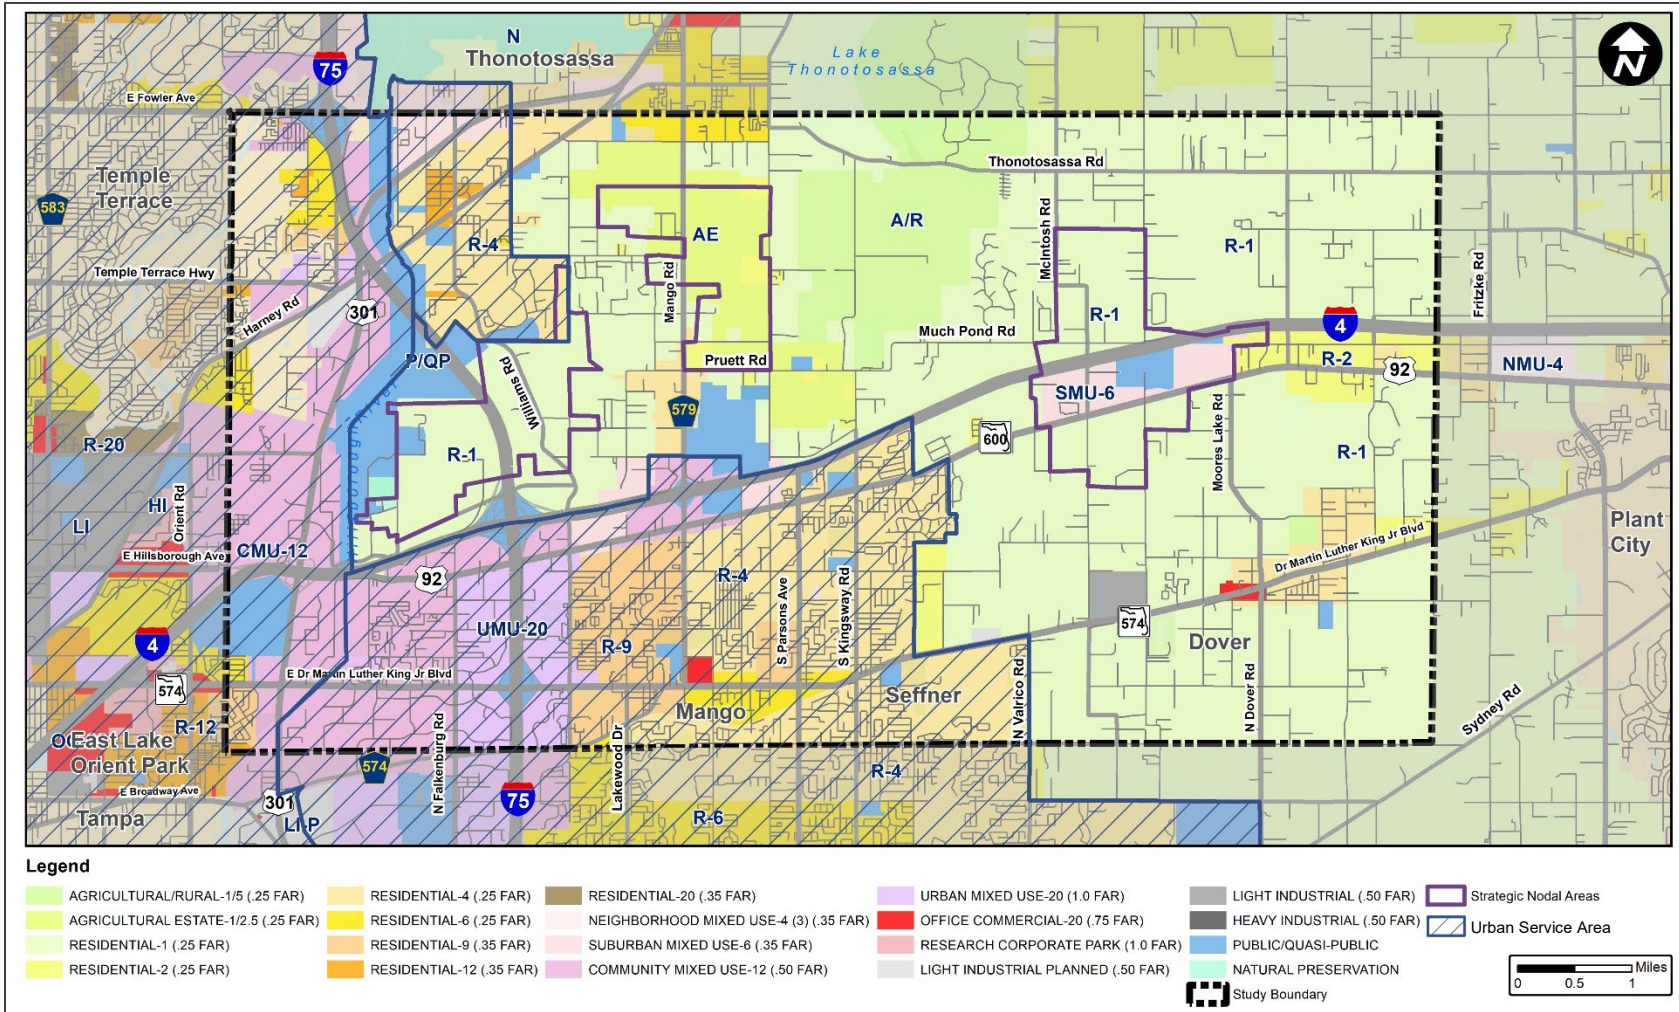 N
Thonotosassa
Lake
Thonotosassa
N
75
E Fowler Ave
Thonotosassa Rd
Temple
Terrace
583
A/R
McIntosh Rd
R-4
AE
R-1
Temple Terrace Hwy
Mango Rd
Fritzke Rd
Harney Rd
301
R-1
Much Pond Rd
4
P/QP
Pruett Rd
R-2
92
NMU-4
Williams Rd
SMU-6
579
R-20
R-1
600
Moores Lake Rd
R-1
HI
Orient Rd
LI
Plant
City
E Hillsborough Ave
CMU-12
Dr Martin Luther King Jr Blvd
92
R-4
S Parsons Ave
S Kingsway Rd
574
UMU-20
4
R-9
Dover
E Dr Martin Luther King Jr Blvd
574
Seffner
N Valrico Rd
N Dover Rd
Sydney Rd
Mango
R-12
East Lake
Orient Park
N Falkenburg Rd
Lakewood Dr
574
R-4
E Broadway Ave
301
75
Tampa
LI-P
R-6
Legend
AGRICULTURAL/RURAL-1/5 (.25 FAR)
AGRICULTURAL ESTATE-1/2.5 (.25 FAR)
RESIDENTIAL-1 (.25 FAR)
RESIDENTIAL-2 (.25 FAR)
RESIDENTIAL-4 (.25 FAR)
RESIDENTIAL-6 (.25 FAR)
RESIDENTIAL-9 (.35 FAR)
RESIDENTIAL-12 (.35 FAR)
RESIDENTIAL-20 (.35 FAR)
NEIGHBORHOOD MIXED USE-4 (3) (.35 FAR)
SUBURBAN MIXED USE-6 (.35 FAR)
COMMUNITY MIXED USE-12 (.50 FAR)
URBAN MIXED USE-20 (1.0 FAR)
OFFICE COMMERCIAL-20 (.75 FAR)
RESEARCH CORPORATE PARK (1.0 FAR)
LIGHT INDUSTRIAL PLANNED (.50 FAR)
LIGHT INDUSTRIAL (.50 FAR)
HEAVY INDUSTRIAL (.50 FAR)
PUBLIC/QUASI-PUBLIC
NATURAL PRESERVATION
Study Boundary
Strategic Nodal Areas
Urban Service Area
Miles
0 0.5 1